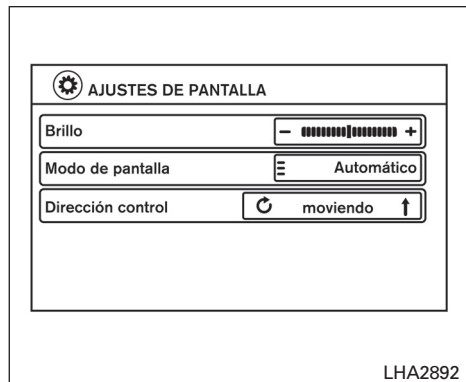 AJUSTES DE PANTALLA
Brillo - +
Modo de pantalla Automático
Dirección control moviendo
LHA2892